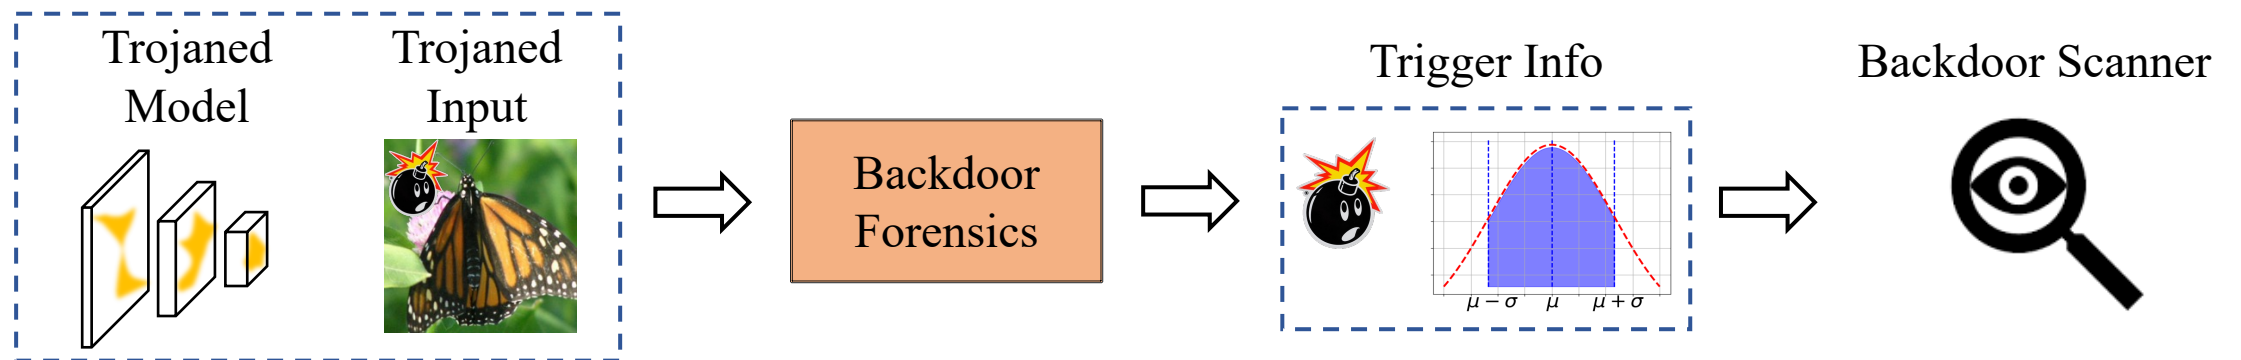 Trojaned
Model
Trojaned
Input
Backdoor
Forensics
Trigger Info
μ − σ
μ
μ + σ
Backdoor Scanner